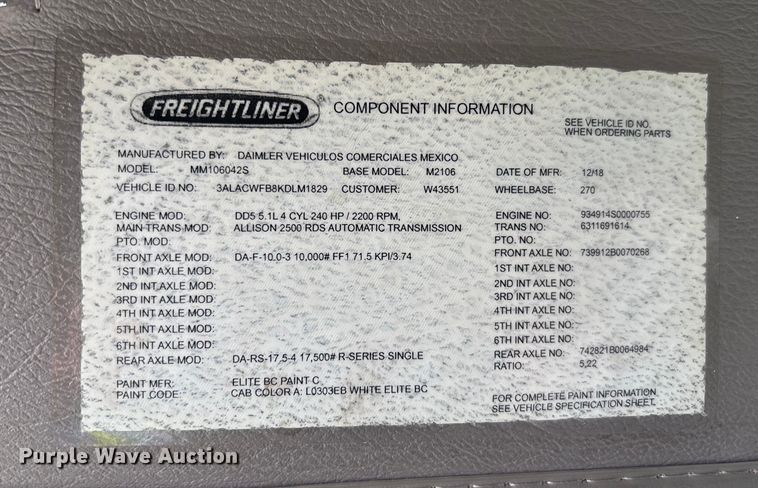 FREIGHTLINER COMPONENT INFORMATION
SEE VEHICLE ID NO.
WHEN ORDERING PARTS
MANUFACTURED BY: DAIMLER VEHICULOS COMERCIALES MEXICO
MODEL: MM106042S BASE MODEL: M2106 DATE OF MFR: 12/18
VEHICLE ID NO: 3ALACWFB8KDLM1829 CUSTOMER: W43551 WHEELBASE: 270
ENGINE MOD: DD5 5.1L 4 CYL 240 HP / 2200 RPM, ENGINE NO: 934914S0000755
MAIN TRANS MOD: ALLISON 2500 RDS AUTOMATIC TRANSMISSION TRANS NO: 6311691614
PTO. MOD: PTO. NO:
FRONT AXLE MOD: DA-F-10.0-3 10,000# FF1 71.5 KPI/3.74 FRONT AXLE NO: 739912B0070268
1ST INT AXLE MOD: 1ST INT AXLE NO:
2ND INT AXLE MOD: 2ND INT AXLE NO:
3RD INT AXLE MOD: 3RD INT AXLE NO:
4TH INT AXLE MOD: 4TH INT AXLE NO:
5TH INT AXLE MOD: 5TH INT AXLE NO:
6TH INT AXLE MOD: 6TH INT AXLE NO:
REAR AXLE MOD: DA-RS-17.5-4 17,500# R-SERIES SINGLE REAR AXLE NO: 742821B0064984
RATIO: 5.22
PAINT MFR: ELITE BC PAINT C
PAINT CODE: CAB COLOR A: L0303EB WHITE ELITE BC
FOR COMPLETE PAINT INFORMATION
SEE VEHICLE SPECIFICATION SHEET.
Purple Wave Auction